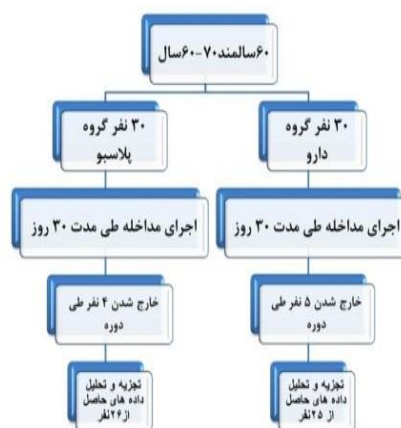 ۶۰سالمند۷۰-۶۰سال
۳۰ نفر گروه
دارو
۳۰ نفر گروه
پلاسبو
اجرای مداخله طی مدت ۳۰ روز
اجرای مداخله طی مدت ۳۰ روز
خارج شدن ۵ نفر طی
دوره
خارج شدن ۴ نفر طی
دوره
تجزیه و تحلیل
داده های حاصل
از ۲۵نفر
تجزیه و تحلیل
داده های حاصل
از۲۶نفر